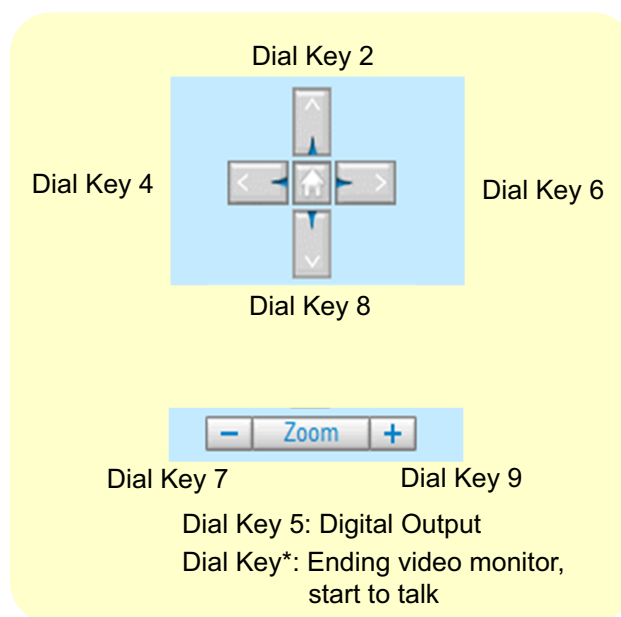 Dial Key 2
Dial Key 4
Dial Key 6
Dial Key 8
− Zoom +
Dial Key 7
Dial Key 9
Dial Key 5: Digital Output
Dial Key*: Ending video monitor,
start to talk